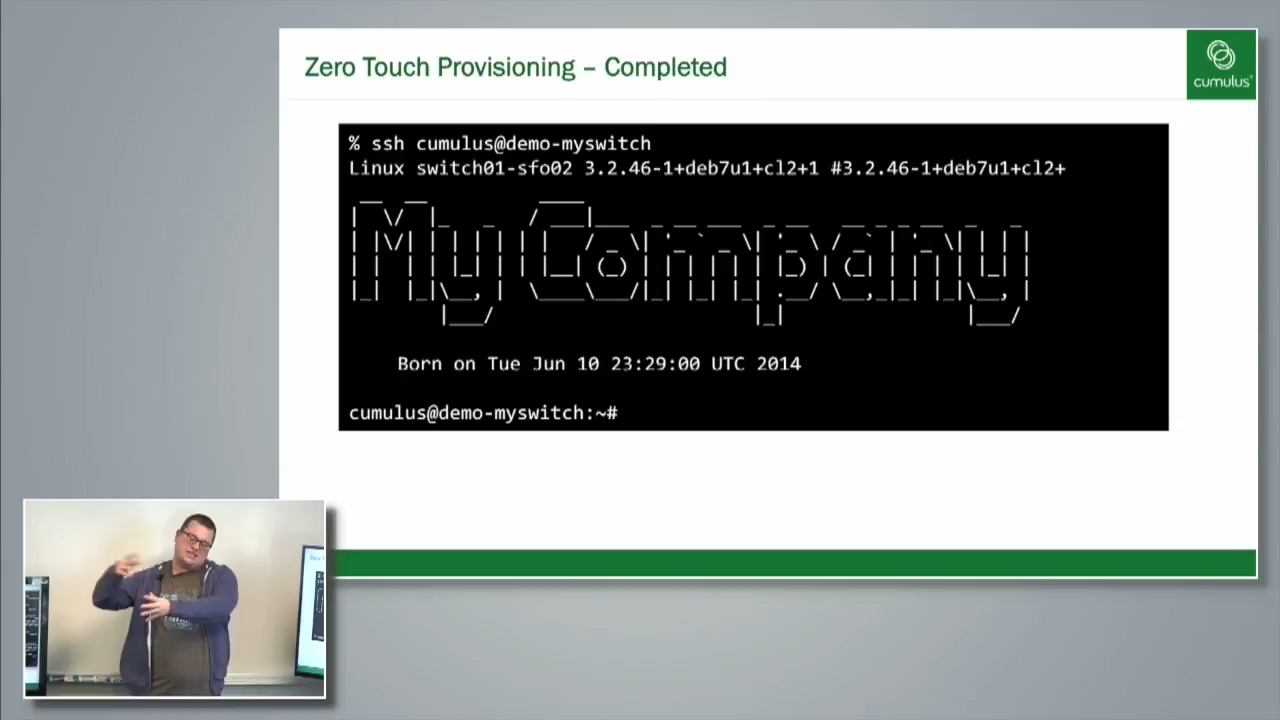 Zero Touch Provisioning – Completed
cumulus
% ssh cumulus@demo-myswitch
Linux switch01-sfo02 3.2.46-1+deb7u1+cl2+1 #3.2.46-1+deb7u1+cl2+
My Company
Born on Tue Jun 10 23:29:00 UTC 2014
cumulus@demo-myswitch:~#